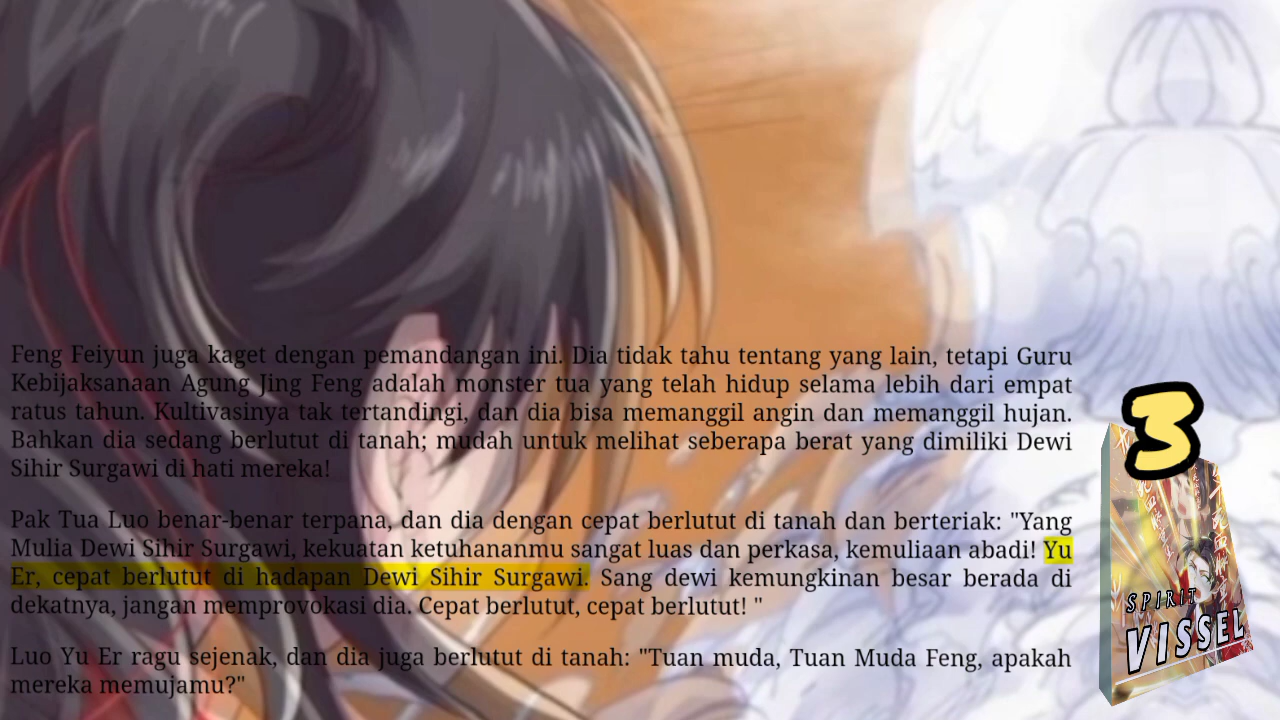 Feng Feiyun juga kaget dengan pemandangan ini. Dia tidak tahu tentang yang lain, tetapi Guru
Kebijaksanaan Agung Jing Feng adalah monster tua yang telah hidup selama lebih dari empat
ratus tahun. Kultivasinya tak tertandingi, dan dia bisa memanggil angin dan memanggil hujan.
Bahkan dia sedang berlutut di tanah; mudah untuk melihat seberapa berat yang dimiliki Dewi
Sihir Surgawi di hati mereka!
Pak Tua Luo benar-benar terpana, dan dia dengan cepat berlutut di tanah dan berteriak: "Yang
Mulia Dewi Sihir Surgawi, kekuatan ketuhananmu sangat luas dan perkasa, kemuliaan abadi! Yu
Er, cepat berlutut di hadapan Dewi Sihir Surgawi. Sang dewi kemungkinan besar berada di
dekatnya, jangan memprovokasi dia. Cepat berlutut, cepat berlutut! "
Luo Yu Er ragu sejenak, dan dia juga berlutut di tanah: "Tuan muda, Tuan Muda Feng, apakah
mereka memujamu?"
3
SPIRIT
VISSEL